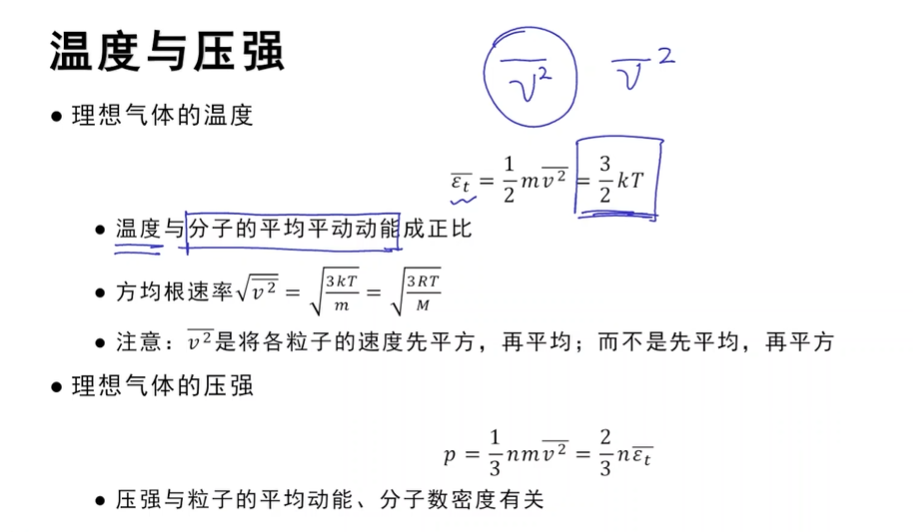 温度与压强
$\overline{v^2}$ $\overline{v}^2$
● 理想气体的温度
$\overline{\varepsilon_t} = \frac{1}{2}m\overline{v^2} = \frac{3}{2}kT$
● 温度与分子的平均平动动能成正比
● 方均根速率$\sqrt{\overline{v^2}} = \sqrt{\frac{3kT}{m}} = \sqrt{\frac{3RT}{M}}$
● 注意：$\overline{v^2}$是将各粒子的速度先平方，再平均；而不是先平均，再平方
● 理想气体的压强
$p = \frac{1}{3}nm\overline{v^2} = \frac{2}{3}n\overline{\varepsilon_t}$
● 压强与粒子的平均动能、分子数密度有关